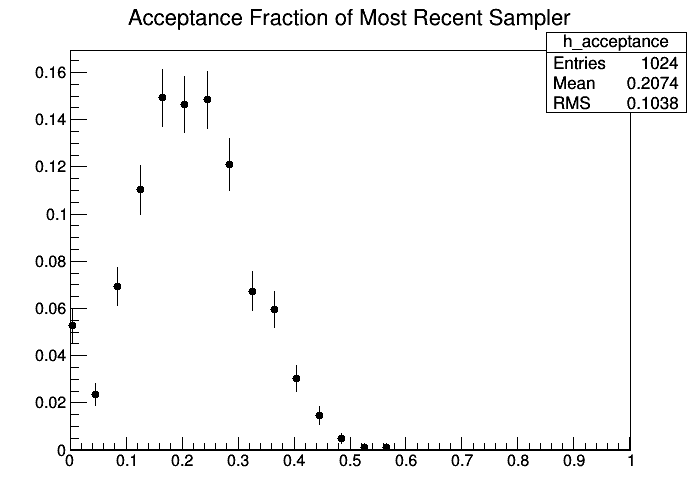 Acceptance Fraction of Most Recent Sampler
h_acceptance
Entries 1024
Mean 0.2074
RMS 0.1038
0.16
0.14
0.12
0.1
0.08
0.06
0.04
0.02
0
0 0.1 0.2 0.3 0.4 0.5 0.6 0.7 0.8 0.9 1